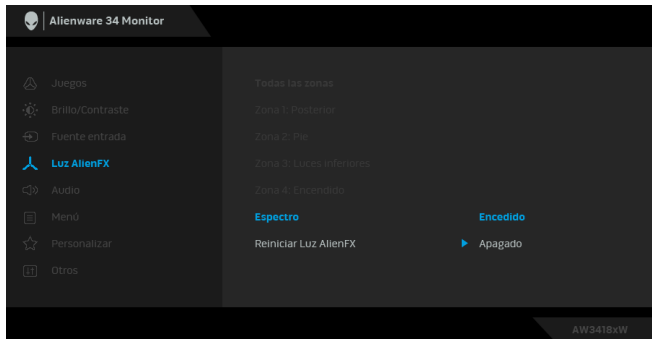 Alienware 34 Monitor
Juegos
Todas las zonas
Brillo/Contraste
Zona 1: Posterior
Fuente entrada
Zona 2: Pie
Luz AlienFX
Zona 3: Luces inferiores
Audio
Zona 4: Encendido
Menú
Espectro
Encedido
Personalizar
Reiniciar Luz AlienFX
Apagado
Otros
AW3418xW